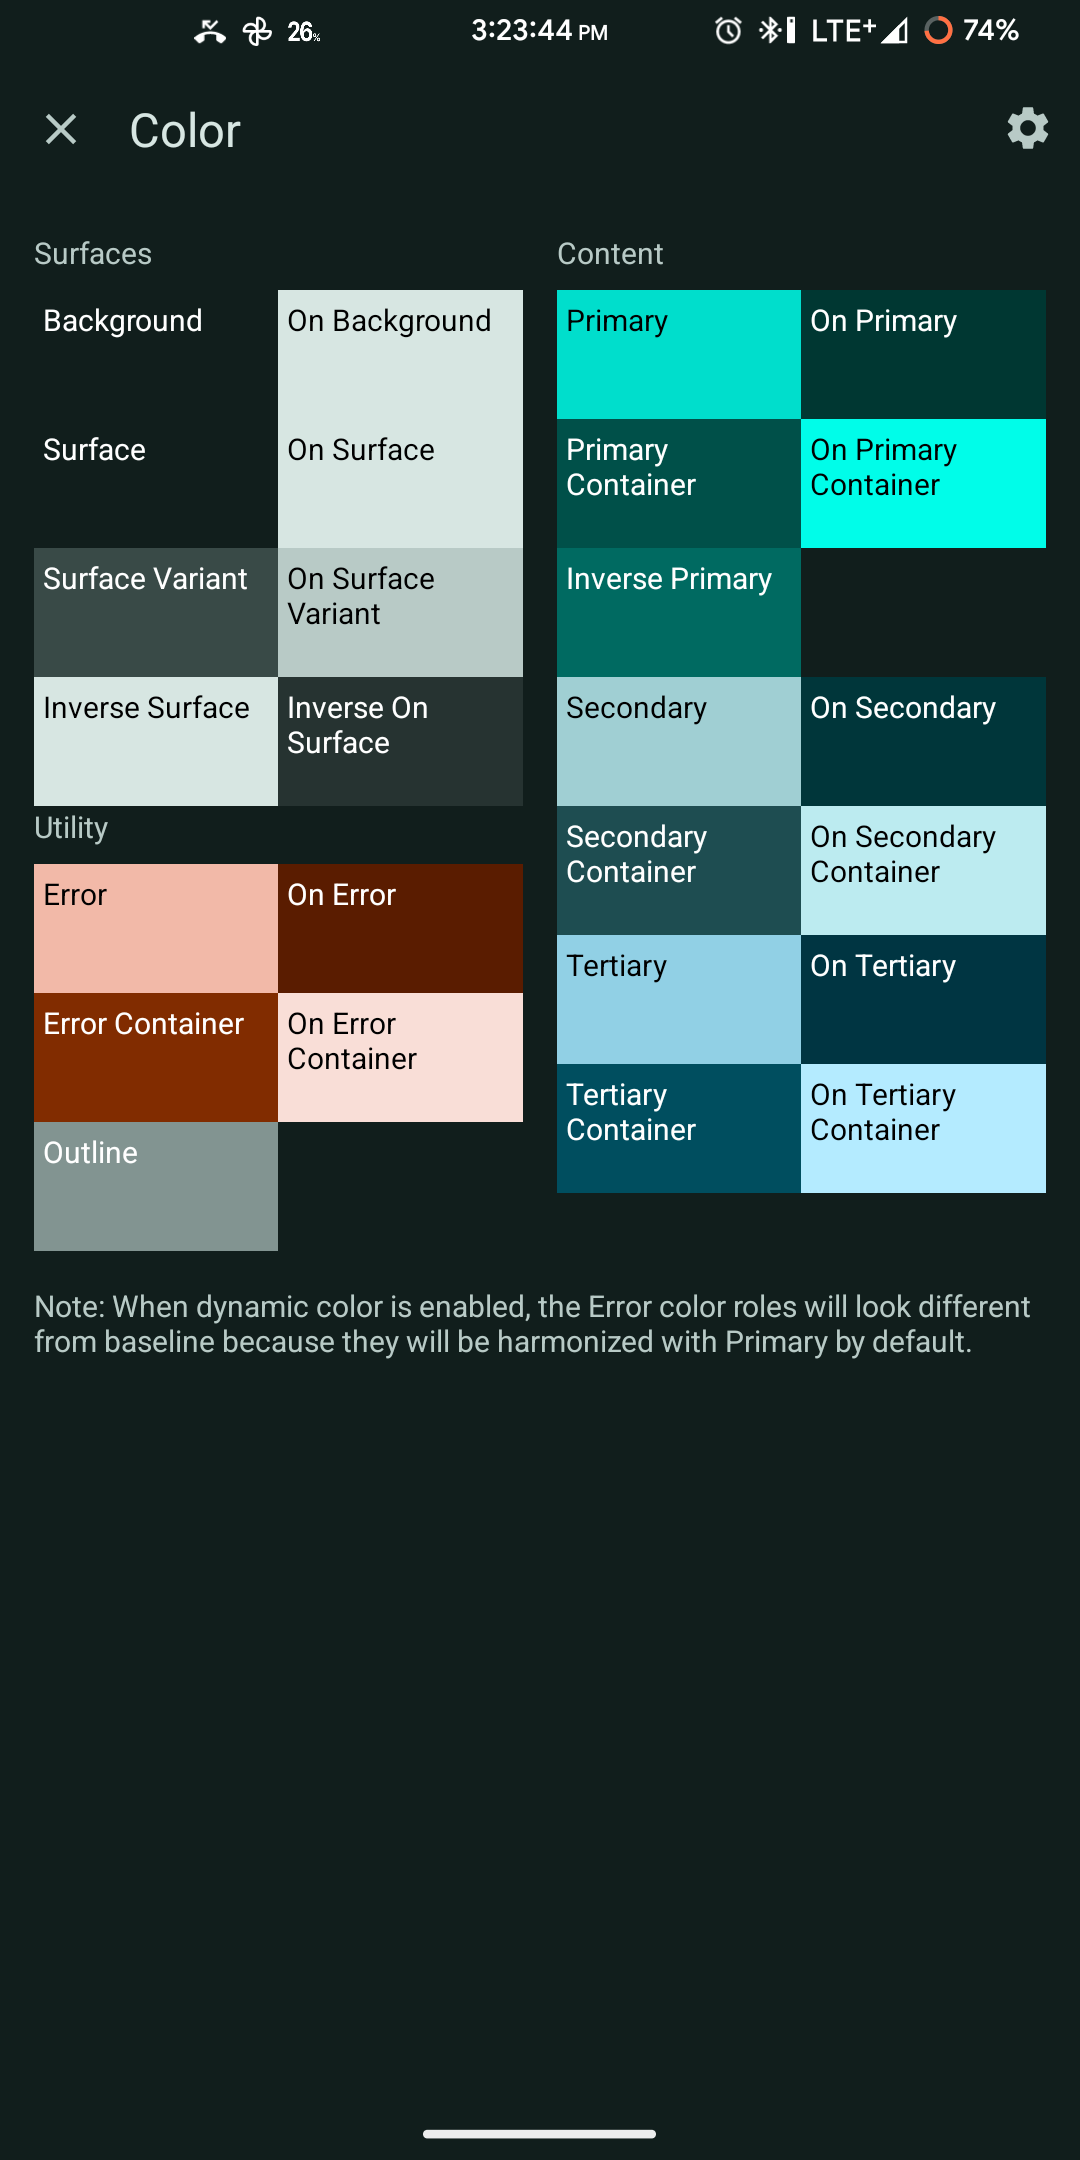 26%
3:23:44 PM
LTE+
74%
Color
Surfaces
Background
On Background
Surface
On Surface
Surface Variant
On Surface
Variant
Inverse Surface
Inverse On
Surface
Utility
Error
On Error
Error Container
On Error
Container
Outline
Content
Primary
On Primary
Primary
Container
On Primary
Container
Inverse Primary
Secondary
On Secondary
Secondary
Container
On Secondary
Container
Tertiary
On Tertiary
Tertiary
Container
On Tertiary
Container
Note: When dynamic color is enabled, the Error color roles will look different
from baseline because they will be harmonized with Primary by default.